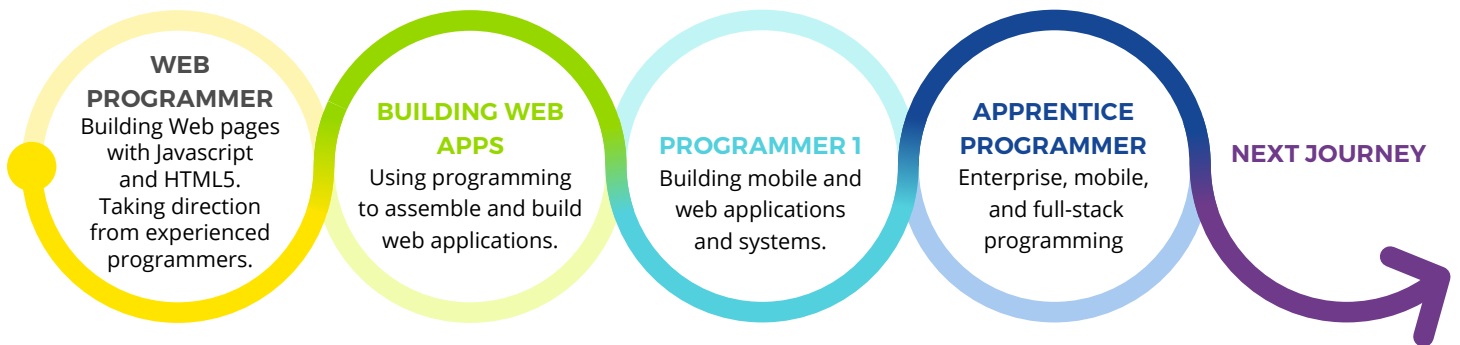 WEB
PROGRAMMER
Building Web pages
with Javascript
and HTML5.
Taking direction
from experienced
programmers.
BUILDING WEB
APPS
Using programming
to assemble and build
web applications.
PROGRAMMER 1
Building mobile and
web applications
and systems.
APPRENTICE
PROGRAMMER
Enterprise, mobile,
and full-stack
programming
NEXT JOURNEY